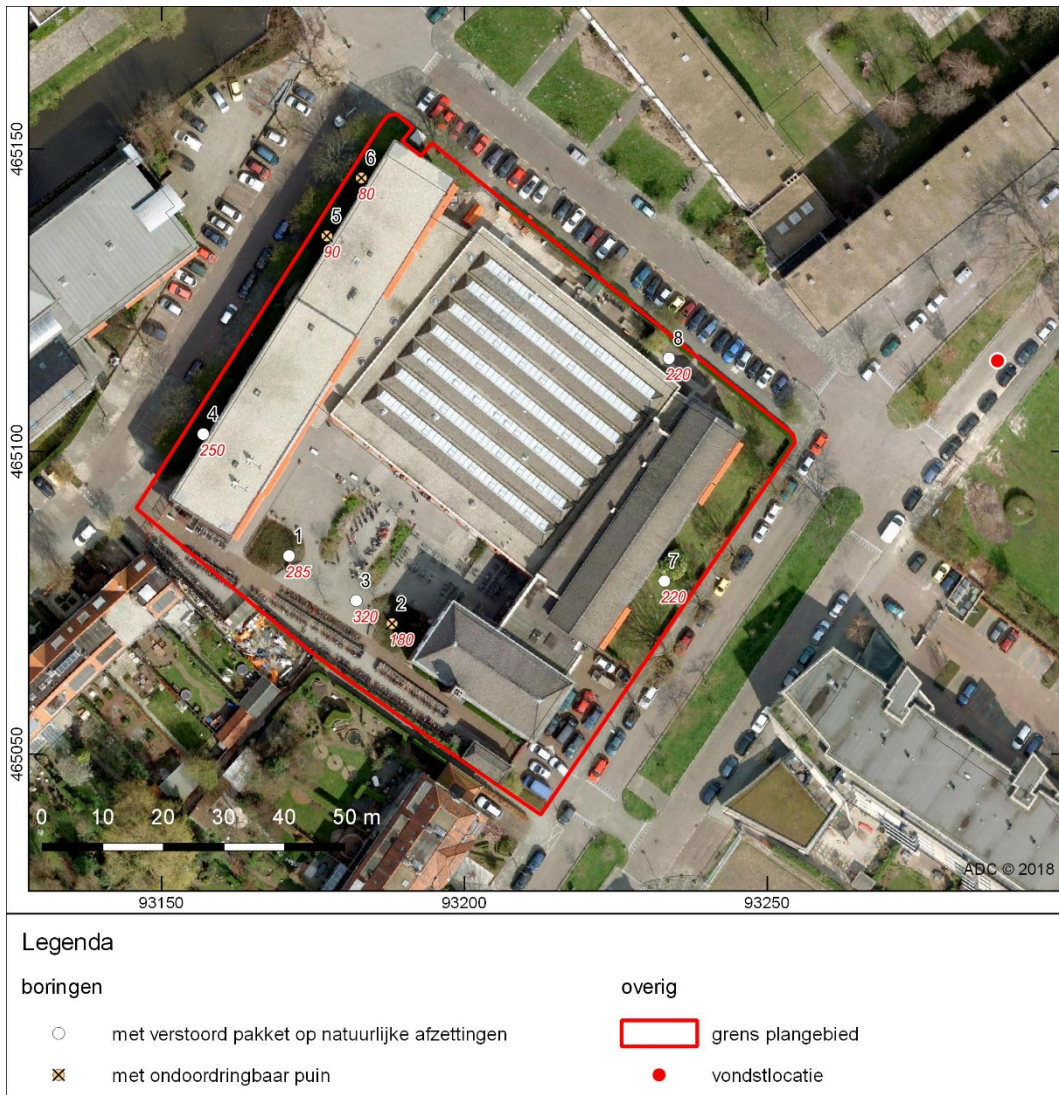 465150
465100
465050
6
80
5
90
8
220
4
250
1
285
3
320
2
180
7
220
0 10 20 30 40 50 m
ADC © 2018
93150 93200 93250
Legenda
boringen
overig
met verstoord pakket op natuurlijke afzettingen
grens plangebied
met ondoordringbaar puin
vondstlocatie